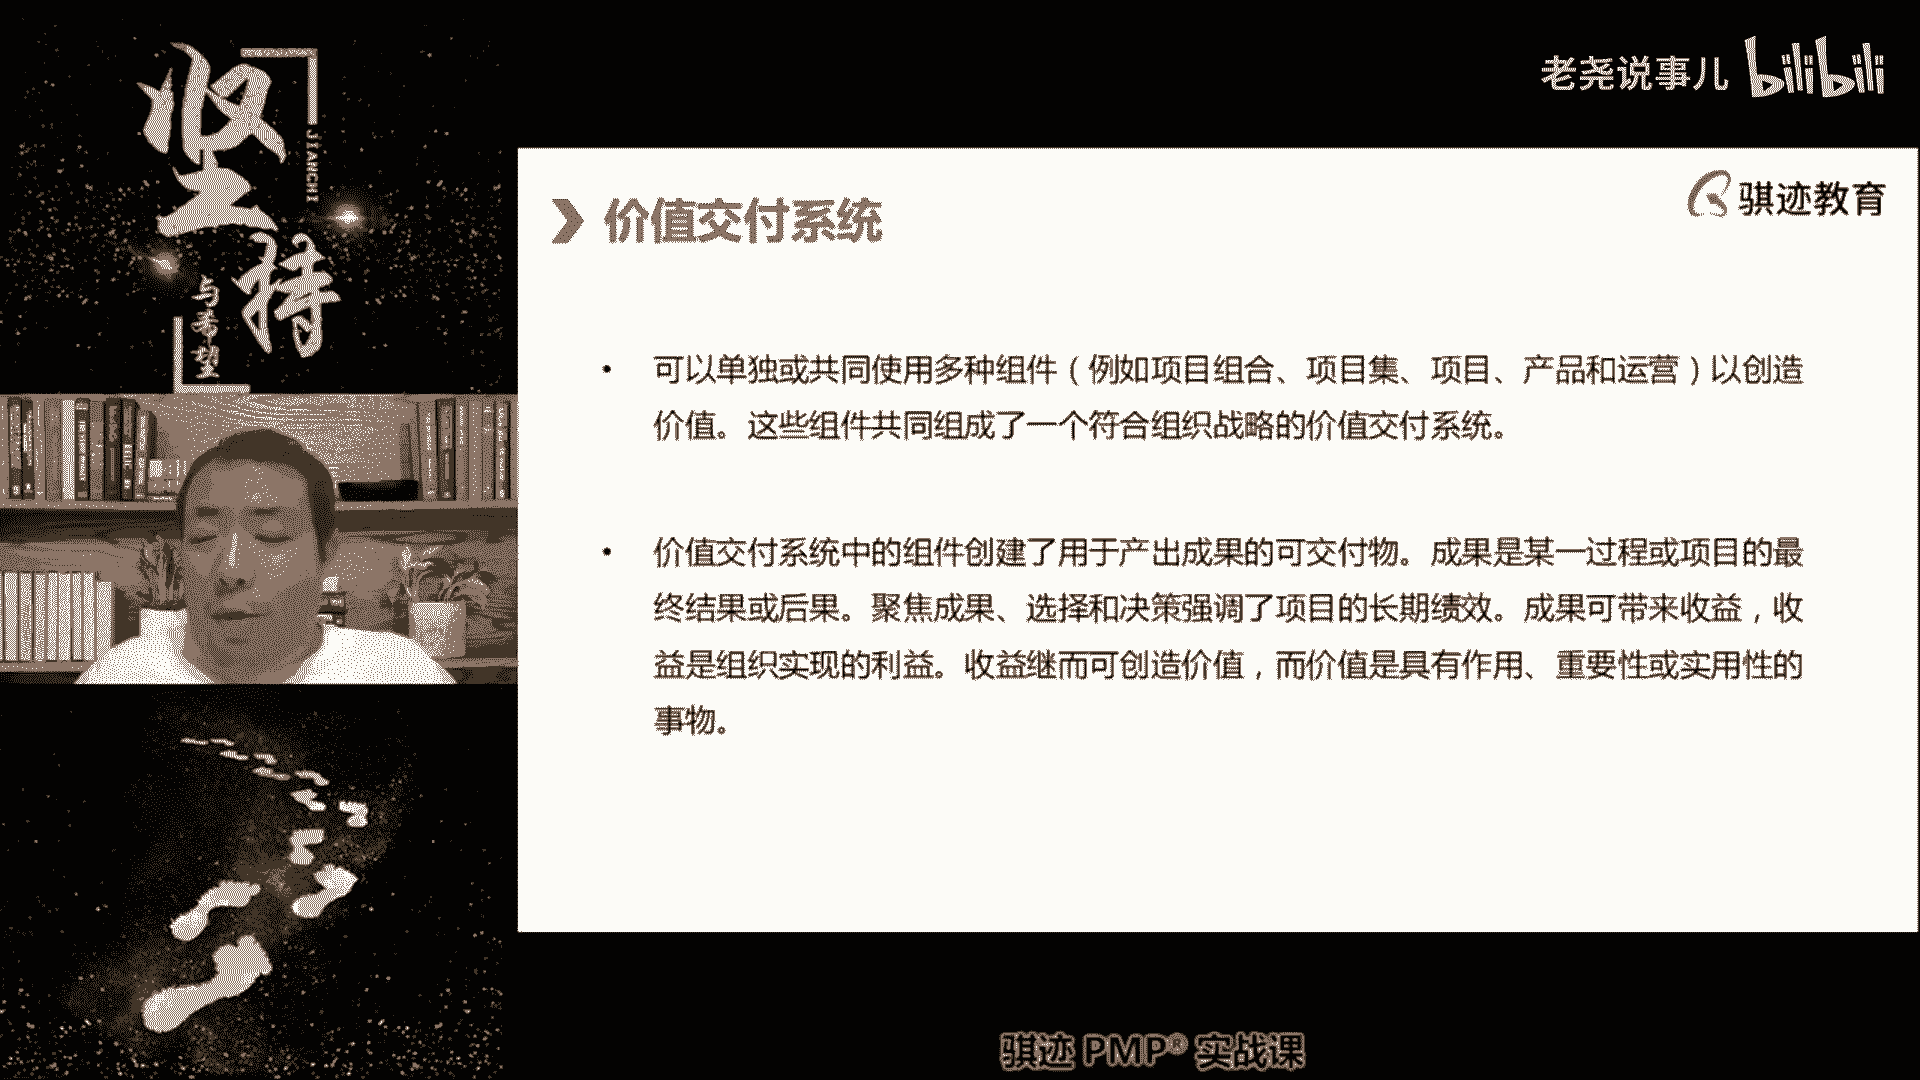 坚持
JIANCHI
与希望
老尧说事儿 bilibili
骐迹教育
价值交付系统
• 可以单独或共同使用多种组件（例如项目组合、项目集、项目、产品和运营）以创造
价值。这些组件共同组成了一个符合组织战略的价值交付系统。
• 价值交付系统中的组件创建了用于产出成果的可交付物。成果是某一过程或项目的最
终结果或后果。聚焦成果、选择和决策强调了项目的长期绩效。成果可带来收益，收
益是组织实现的利益。收益继而可创造价值，而价值是具有作用、重要性或实用性的
事物。
骐迹 PMP® 实战课